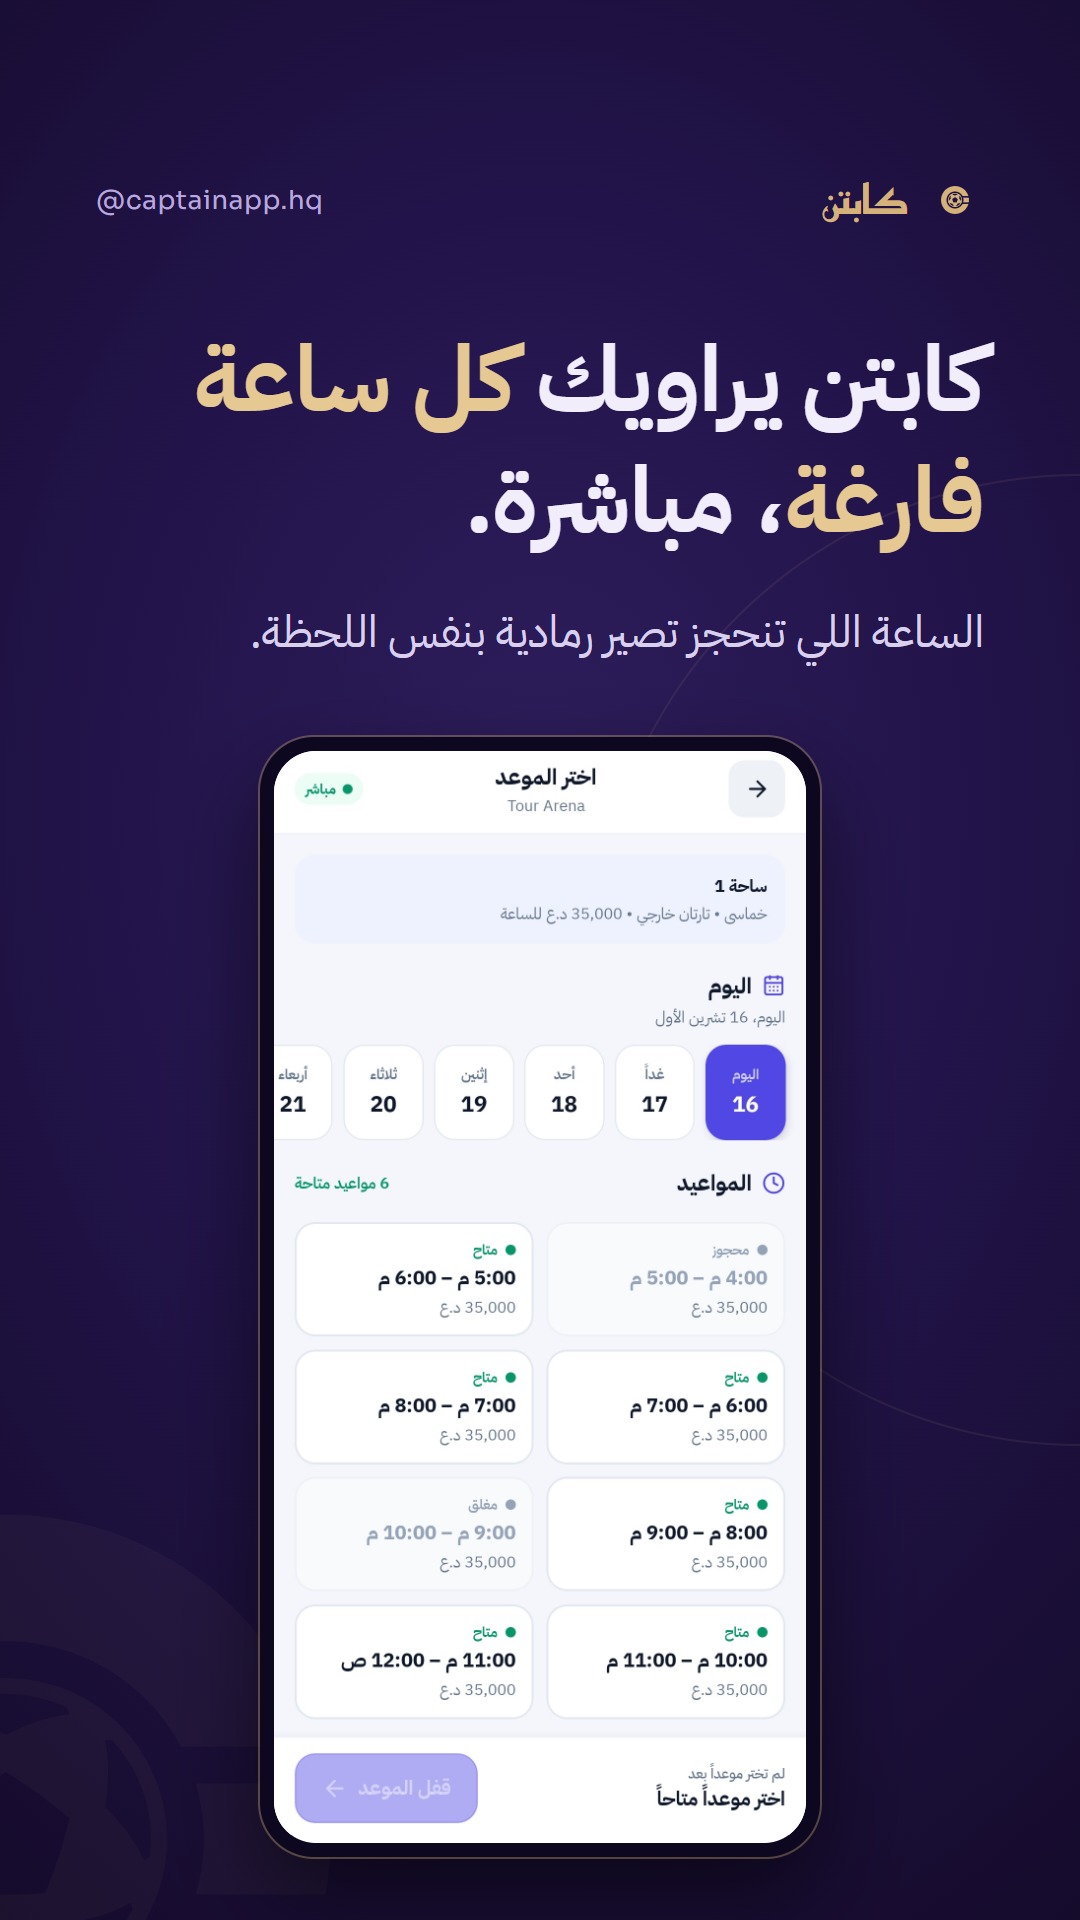 كابتن
@captainapp.hq
كابتن يراويك كل ساعة
فارغة، مباشرة.
الساعة اللي تنحجز تصير رمادية بنفس اللحظة.
اختر الموعد
Tour Arena
مباشر
ساحة 1
خماسي • تارتان خارجي • 35,000 د.ع للساعة
اليوم
اليوم، 16 تشرين الأول
اليوم
16
غداً
17
أحد
18
إثنين
19
ثلاثاء
20
أربعاء
21
المواعيد
6 مواعيد متاحة
محجوز
4:00 م – 5:00 م
35,000 د.ع
متاح
5:00 م – 6:00 م
35,000 د.ع
متاح
6:00 م – 7:00 م
35,000 د.ع
متاح
7:00 م – 8:00 م
35,000 د.ع
متاح
8:00 م – 9:00 م
35,000 د.ع
مغلق
9:00 م – 10:00 م
35,000 د.ع
متاح
10:00 م – 11:00 م
35,000 د.ع
متاح
11:00 م – 12:00 ص
35,000 د.ع
لم تختر موعداً بعد
اختر موعداً متاحاً
قفل الموعد